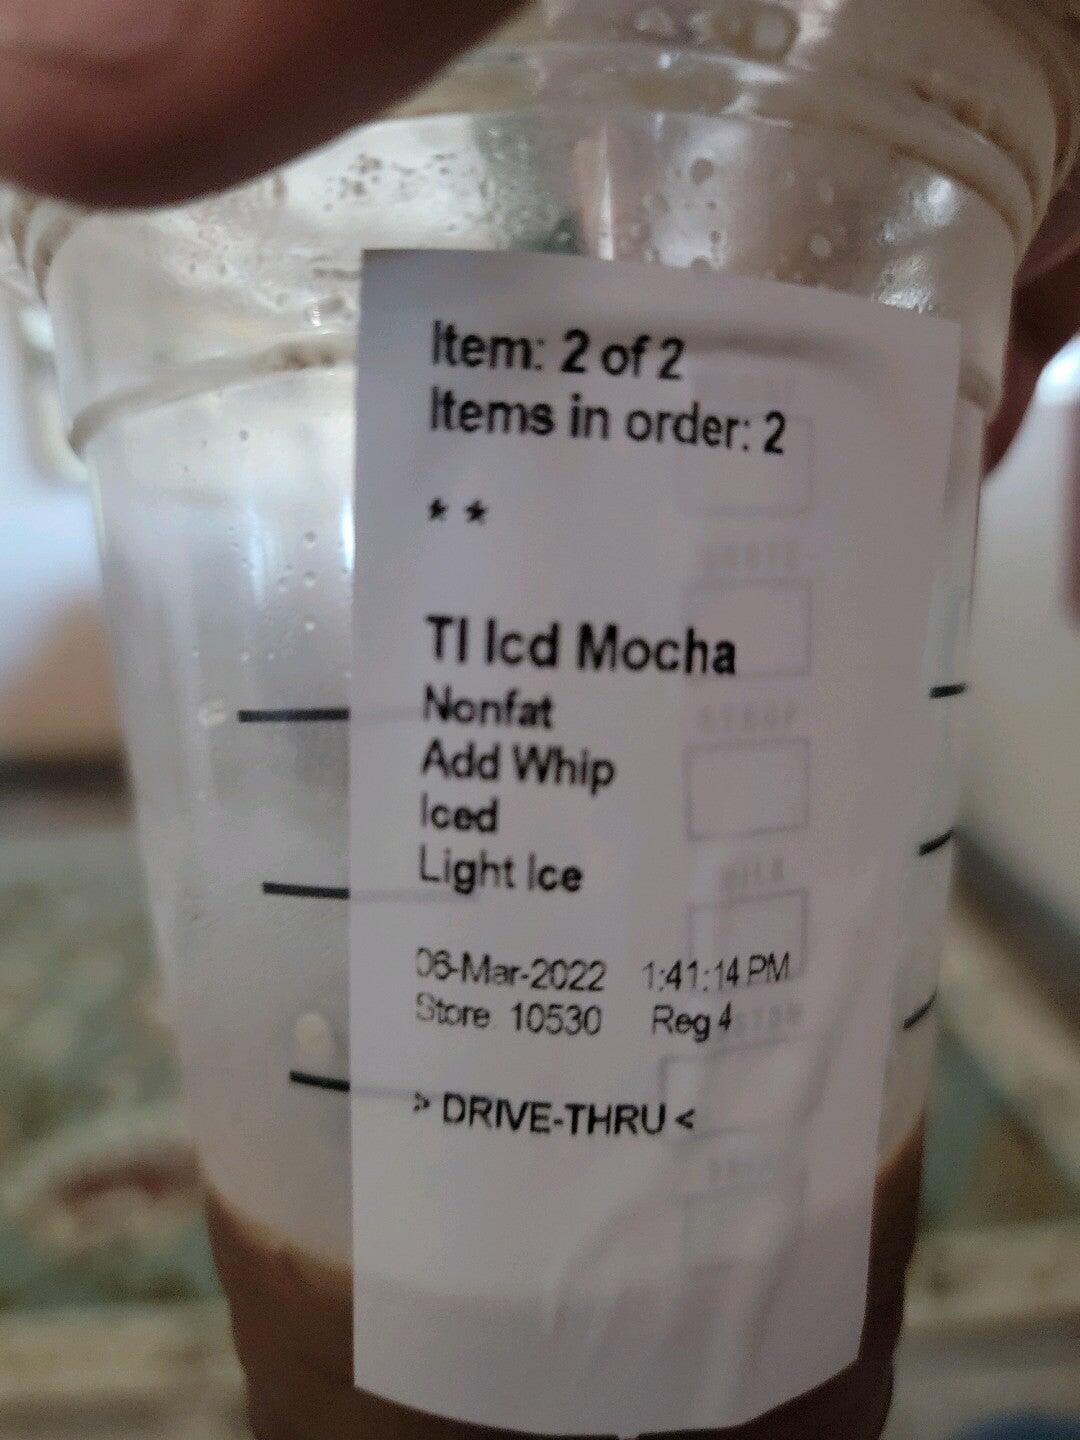 Item: 2 of 2
Items in order: 2
* *
Tl Icd Mocha
Nonfat
Add Whip
Iced
Light Ice
06-Mar-2022 1:41:14 PM
Store 10530 Reg 4
> DRIVE-THRU <